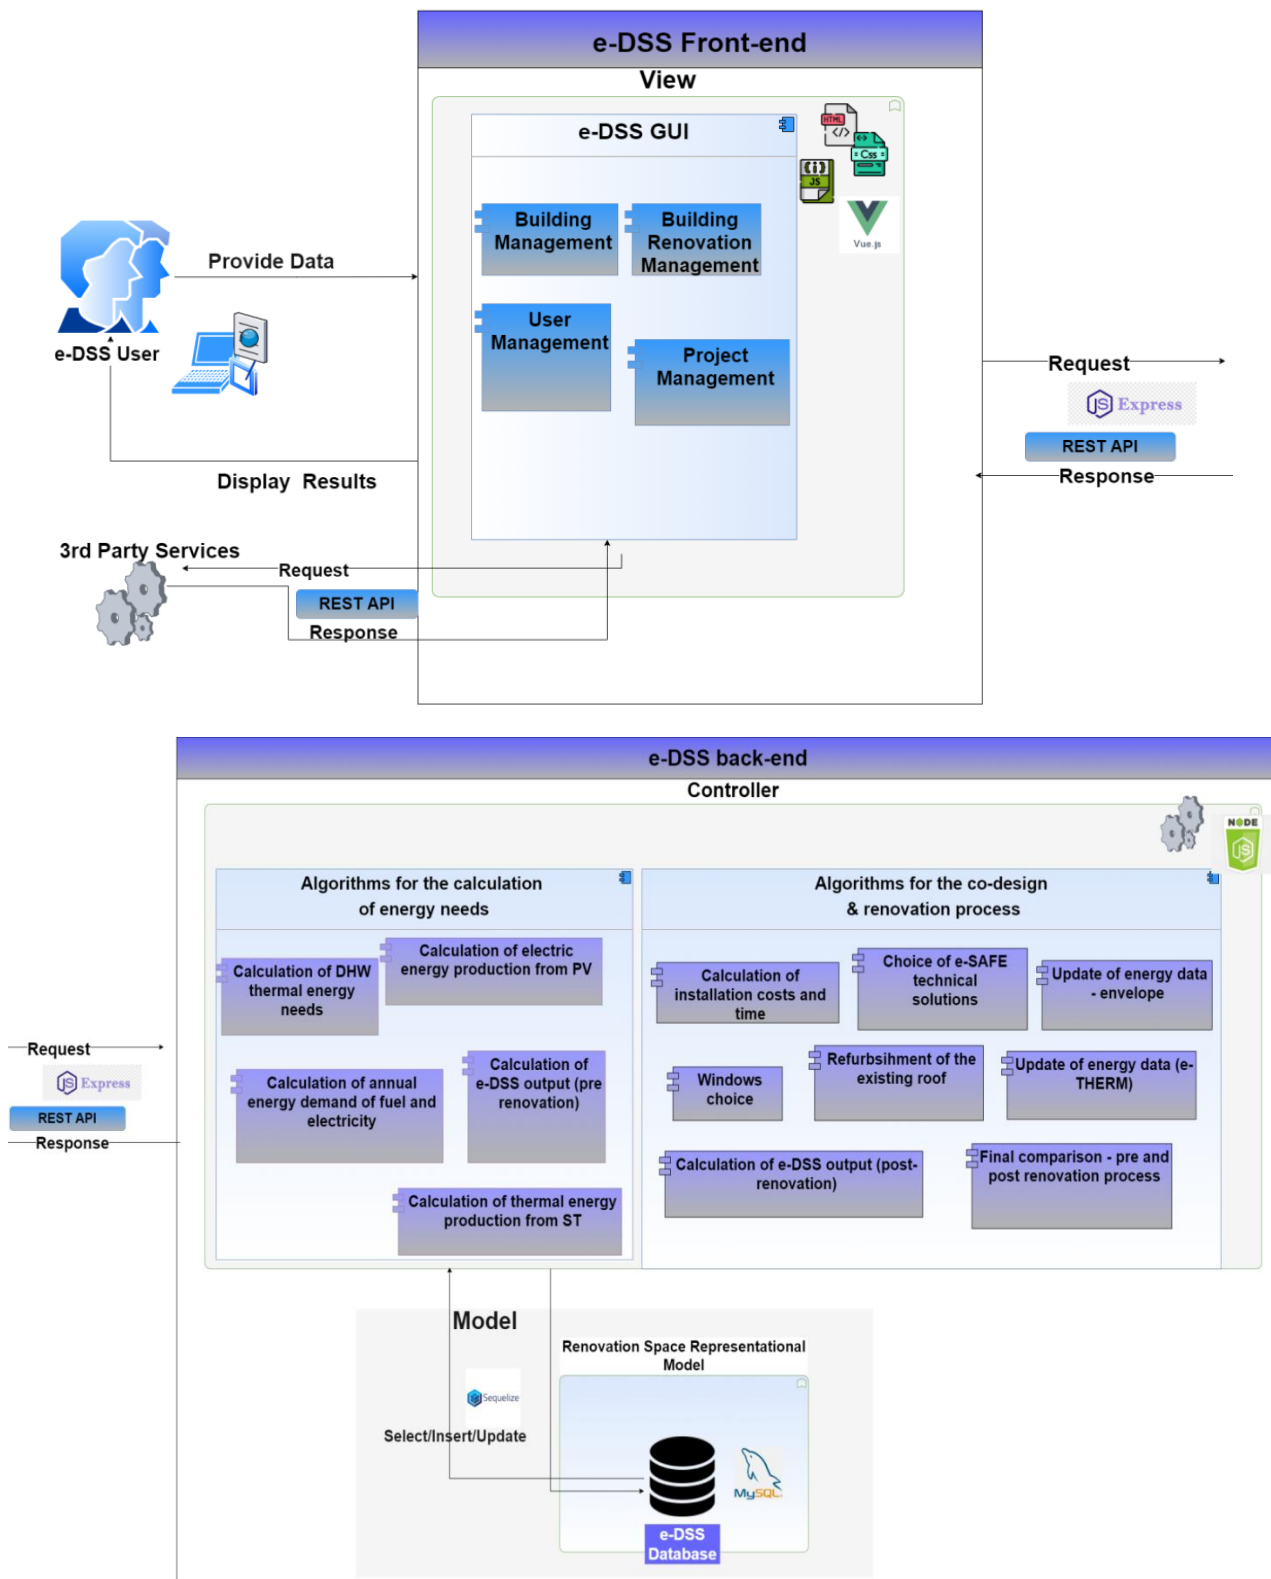 e-DSS Front-end
View
e-DSS GUI
HTML
</>
Css
JS
Vue.js
Building
Management
Building
Renovation
Management
User
Management
Project
Management
Provide Data
e-DSS User
Display Results
Request
JS Express
REST API
Response
3rd Party Services
Request
REST API
Response
e-DSS back-end
Controller
NODE
JS
Algorithms for the calculation
of energy needs
Calculation of DHW
thermal energy
needs
Calculation of electric
energy production from PV
Calculation of annual
energy demand of fuel and
electricity
Calculation of
e-DSS output (pre
renovation)
Calculation of thermal energy
production from ST
Algorithms for the co-design
& renovation process
Calculation of
installation costs and
time
Choice of e-SAFE
technical
solutions
Update of energy data
- envelope
Windows
choice
Refurbsihment of the
existing roof
Update of energy data (e-
THERM)
Calculation of e-DSS output (post-
renovation)
Final comparison - pre and
post renovation process
Request
JS Express
REST API
Response
Model
Sequelize
Select/Insert/Update
Renovation Space Representational
Model
MySQL
e-DSS
Database